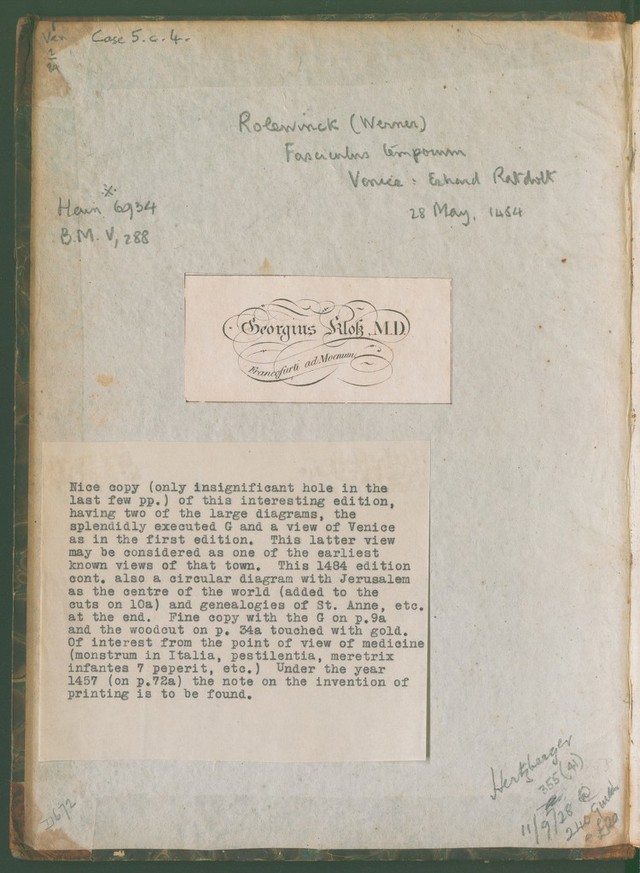 Ven
1
84
Case 5.c.4.
Rolewinck (Werner)
Fasciculus temporum
Venice. Erhard Ratdolt
28 May, 1484
Hain * 6934
B.M. V, 288
Georgius Kloß, M.D.
Francofurti ad Moenum
Nice copy (only insignificant hole in the
last few pp.) of this interesting edition,
having two of the large diagrams, the
splendidly executed G and a view of Venice
as in the first edition.  This latter view
may be considered as one of the earliest
known views of that town.  This 1484 edition
cont. also a circular diagram with Jerusalem
as the centre of the world (added to the
cuts on 10a) and genealogies of St. Anne, etc.
at the end.  Fine copy with the G on p.9a
and the woodcut on p. 34a touched with gold.
Of interest from the point of view of medicine
(monstrum in Italia, pestilentia, meretrix
infantes 7 peperit, etc.)  Under the year
1457 (on p.72a) the note on the invention of
printing is to be found.
Hertzberger
355 (41)
11/9/28 @
240
£20